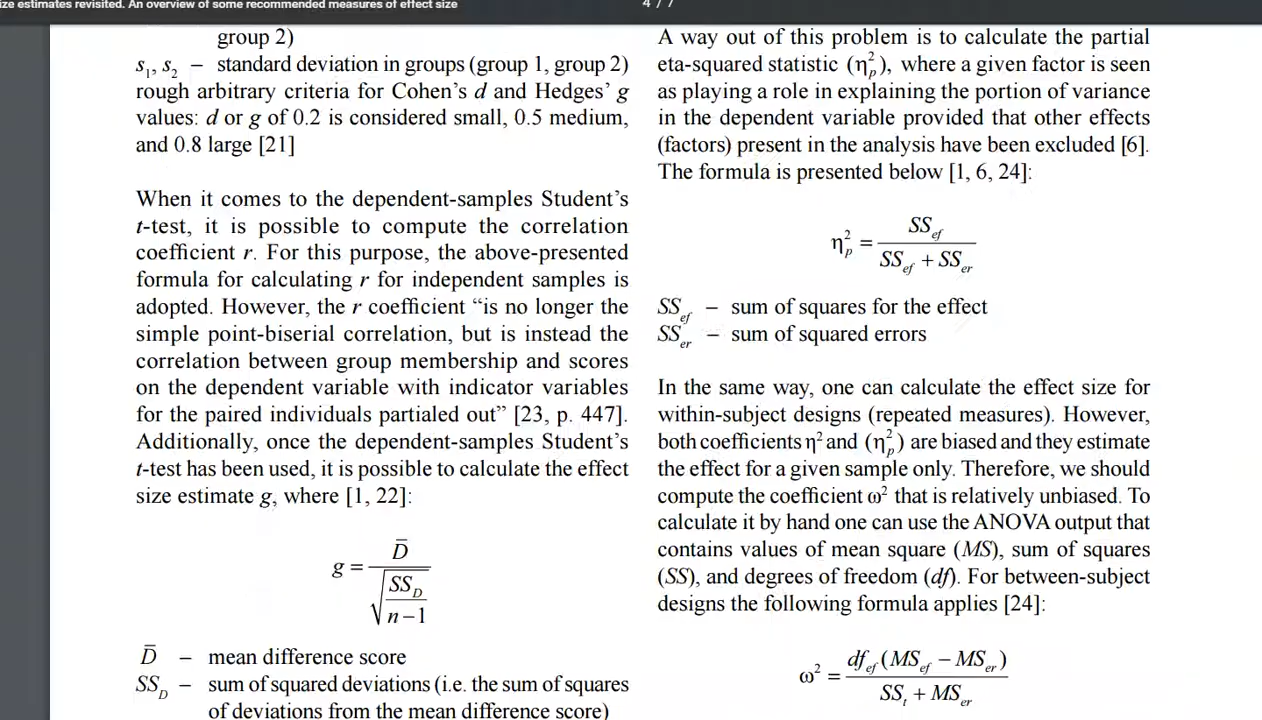 ize estimates revisited. An overview of some recommended measures of effect size
4 / 7
group 2)
s₁, s₂ – standard deviation in groups (group 1, group 2)
rough arbitrary criteria for Cohen’s d and Hedges’ g
values: d or g of 0.2 is considered small, 0.5 medium,
and 0.8 large [21]
When it comes to the dependent-samples Student’s
t-test, it is possible to compute the correlation
coefficient r. For this purpose, the above-presented
formula for calculating r for independent samples is
adopted. However, the r coefficient “is no longer the
simple point-biserial correlation, but is instead the
correlation between group membership and scores
on the dependent variable with indicator variables
for the paired individuals partialed out” [23, p. 447].
Additionally, once the dependent-samples Student’s
t-test has been used, it is possible to calculate the effect
size estimate g, where [1, 22]:
g = D̄ / √(SS_D / n – 1)
D̄ – mean difference score
SS_D – sum of squared deviations (i.e. the sum of squares
of deviations from the mean difference score)
A way out of this problem is to calculate the partial
eta-squared statistic (η²ₚ), where a given factor is seen
as playing a role in explaining the portion of variance
in the dependent variable provided that other effects
(factors) present in the analysis have been excluded [6].
The formula is presented below [1, 6, 24]:
η²ₚ = SS_ef / SS_ef + SS_er
SS_ef – sum of squares for the effect
SS_er – sum of squared errors
In the same way, one can calculate the effect size for
within-subject designs (repeated measures). However,
both coefficients η² and (η²ₚ) are biased and they estimate
the effect for a given sample only. Therefore, we should
compute the coefficient ω² that is relatively unbiased. To
calculate it by hand one can use the ANOVA output that
contains values of mean square (MS), sum of squares
(SS), and degrees of freedom (df). For between-subject
designs the following formula applies [24]:
ω² = df_ef (MS_ef – MS_er) / SS_t + MS_er